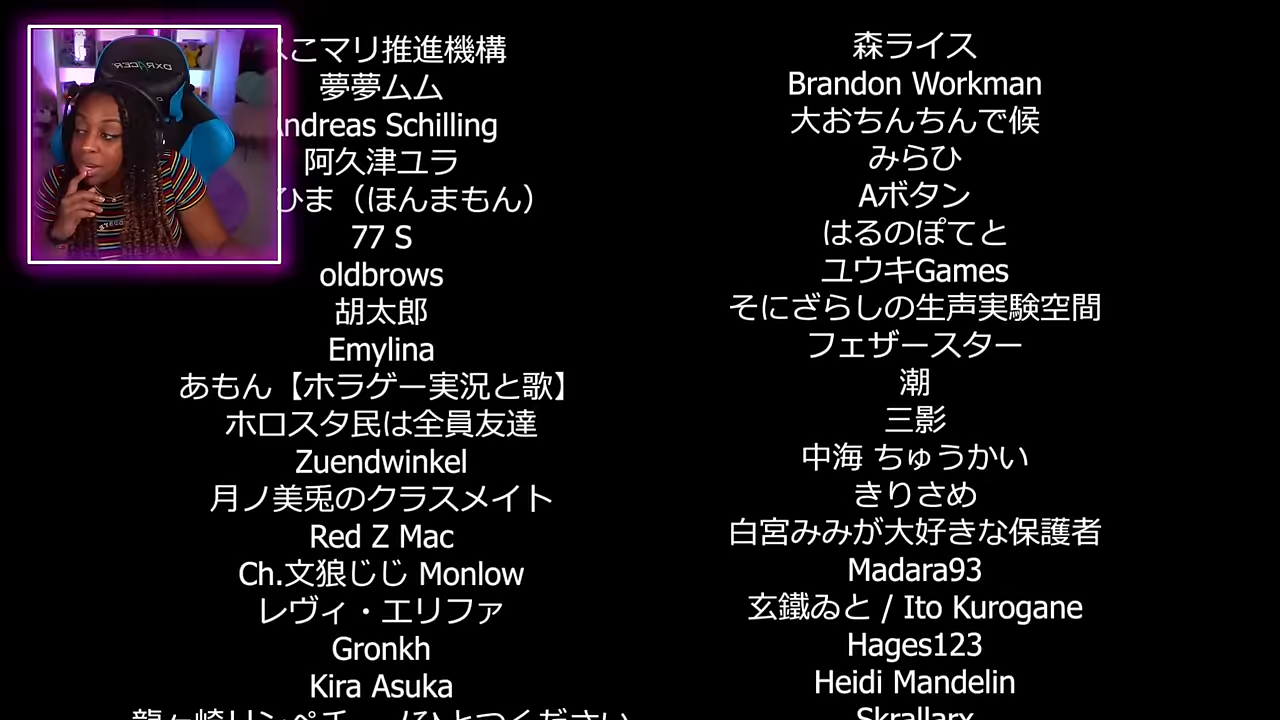 こマリ推進機構
夢夢ムム
Andreas Schilling
阿久津ユラ
ひま（ほんまもん）
77 S
oldbrows
胡太郎
Emylina
あもん【ホラゲー実況と歌】
ホロスタ民は全員友達
Zuendwinkel
月ノ美兎のクラスメイト
Red Z Mac
Ch.文狼じじ Monlow
レヴィ・エリファ
Gronkh
Kira Asuka
森ライス
Brandon Workman
大おちんちんで候
みらひ
Aボタン
はるのぽてと
ユウキGames
そにざらしの生声実験空間
フェザースター
潮
三影
中海 ちゅうかい
きりさめ
白宮みみが大好きな保護者
Madara93
玄鐵ゐと / Ito Kurogane
Hages123
Heidi Mandelin
Skrallarx
DXRACER